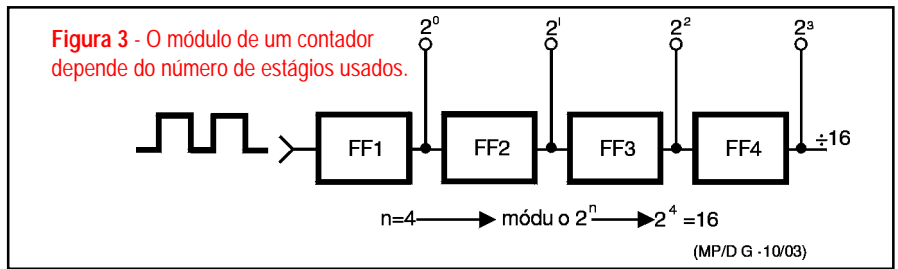 Figura 3 - O módulo de um contador
depende do número de estágios usados.
2⁰ 2¹ 2² 2³
FF1 FF2 FF3 FF4 ÷16
n=4 módu o 2ⁿ 2⁴ =16
(MP/D G -10/03)